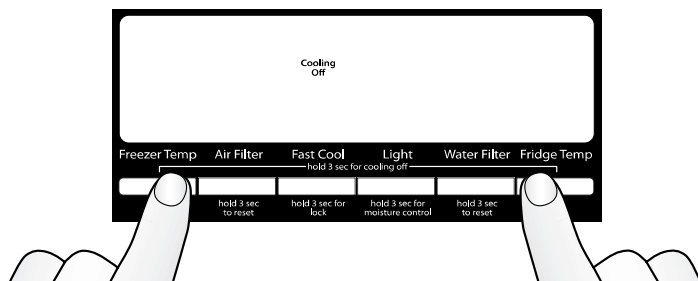 Cooling
Off
Freezer Temp Air Filter Fast Cool Light Water Filter Fridge Temp
hold 3 sec for cooling off
hold 3 sec
to reset
hold 3 sec for
lock
hold 3 sec for
moisture control
hold 3 sec
to reset